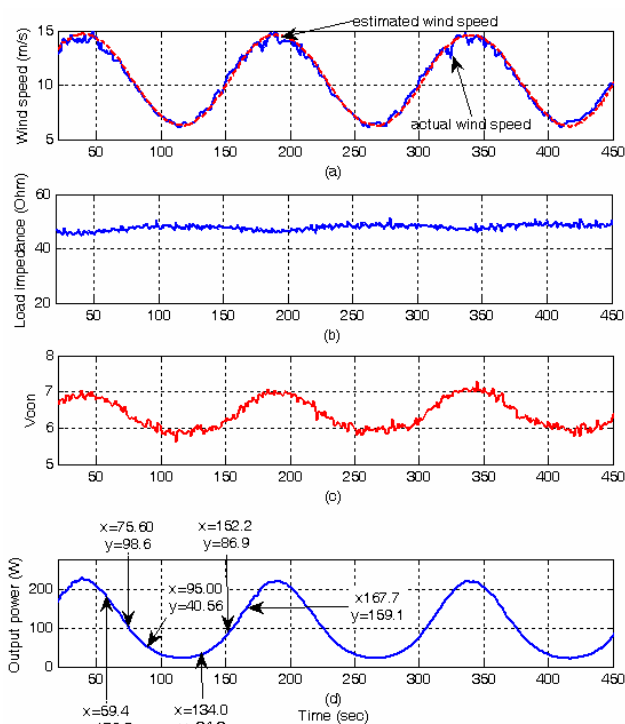 estimated wind speed
Wind speed (m/s)
15
10
5
actual wind speed
50 100 150 200 250 300 350 400 450
(a)
Load impedance (Ohm)
60
40
20
50 100 150 200 250 300 350 400 450
(b)
Vcon
8
7
6
5
50 100 150 200 250 300 350 400 450
(c)
x=75.60
y=98.6
x=152.2
y=86.9
x=95.00
y=40.56
x167.7
y=159.1
Output power (W)
200
100
0
50 100 150 200 250 300 350 400 450
(d)
x=59.4
x=134.0
Time (sec)